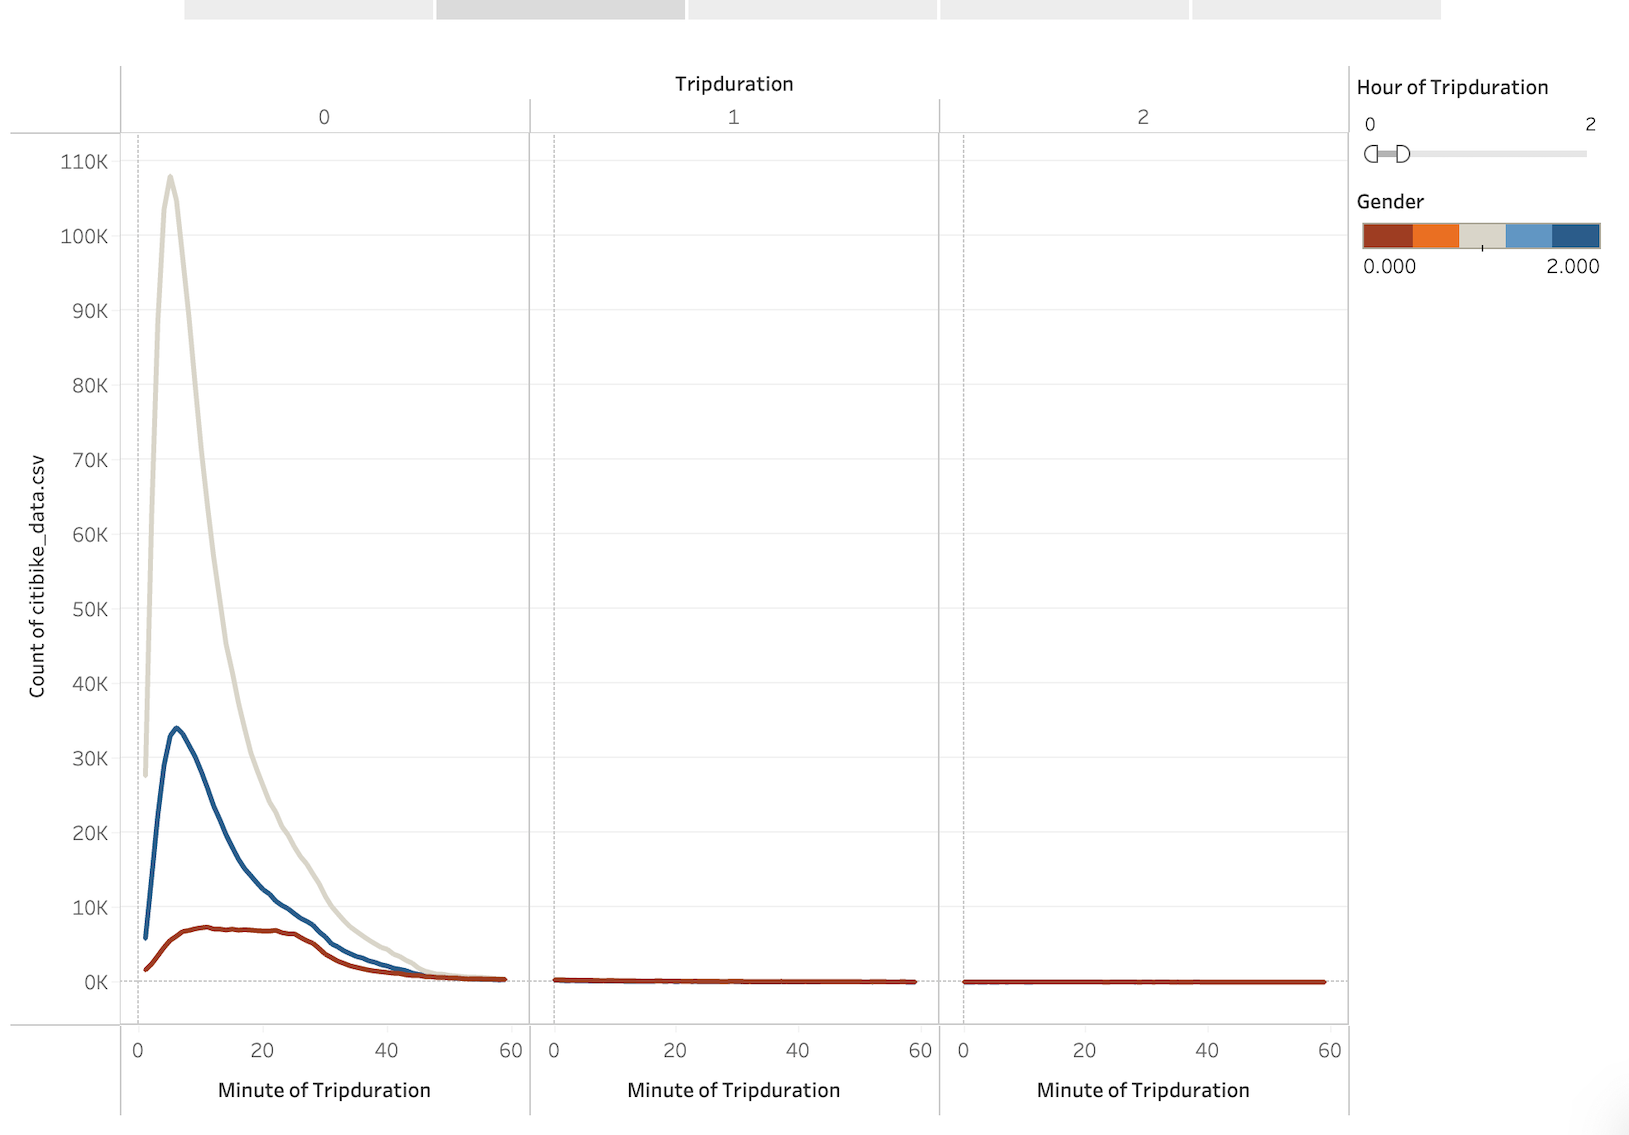 Tripduration
0 1 2
Hour of Tripduration
0 2
Gender
0.000 2.000
Count of citibike_data.csv
110K
100K
90K
80K
70K
60K
50K
40K
30K
20K
10K
0K
0 20 40 60 0 20 40 60 0 20 40 60
Minute of Tripduration Minute of Tripduration Minute of Tripduration